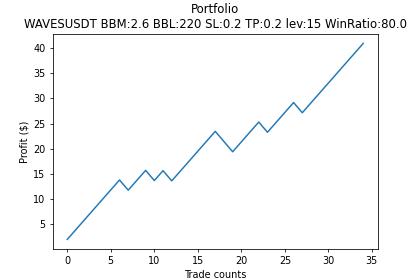 Portfolio
WAVESUSDT BBM:2.6 BBL:220 SL:0.2 TP:0.2 lev:15 WinRatio:80.0
40
35
30
25
20
15
10
5
Profit ($)
0 5 10 15 20 25 30 35
Trade counts